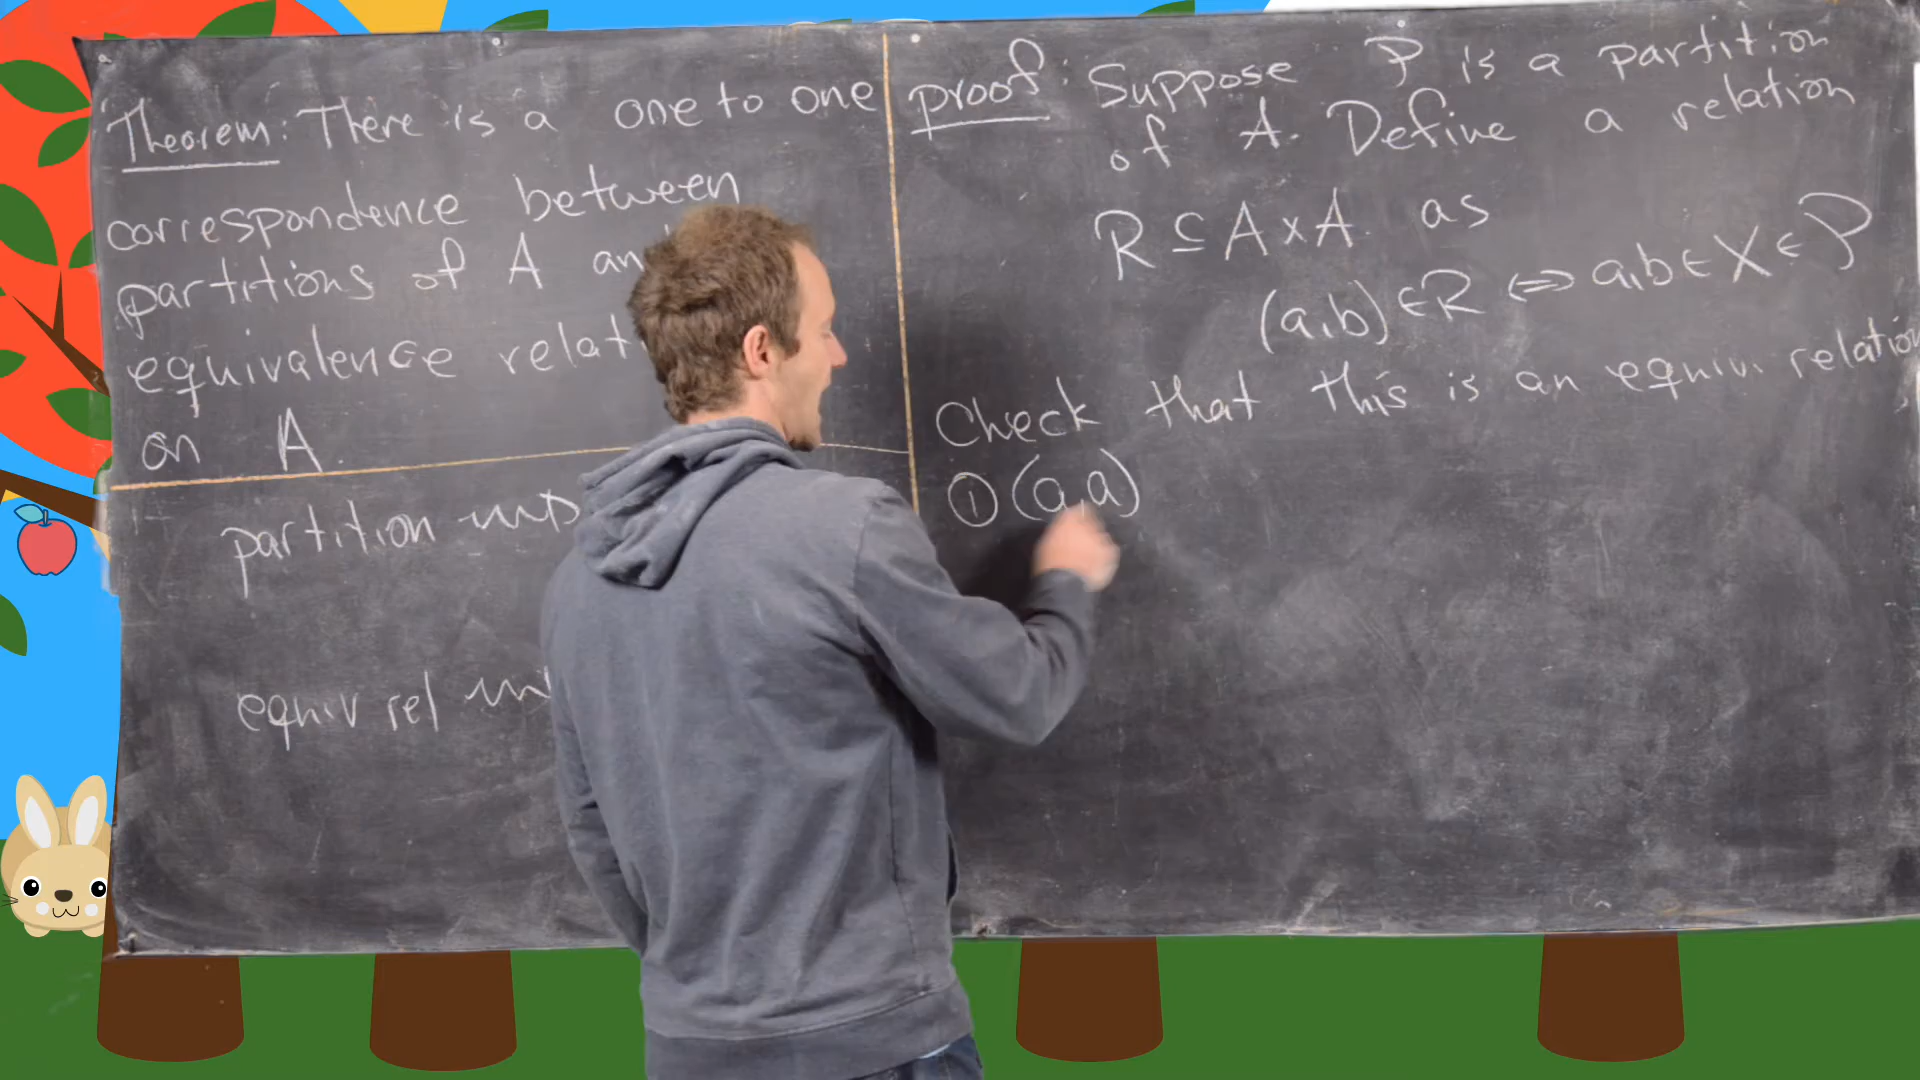 Theorem: There is a one to one
correspondence between
partitions of A an
equivalence relat
on A.
partition
equiv rel
proof: Suppose P is a partition
of A. Define a relation
R ⊆ A×A. as
(a,b) ∈ R ⇔ a,b ∈ X ∈ P
Check that this is an equiv. relation
① (a,a)